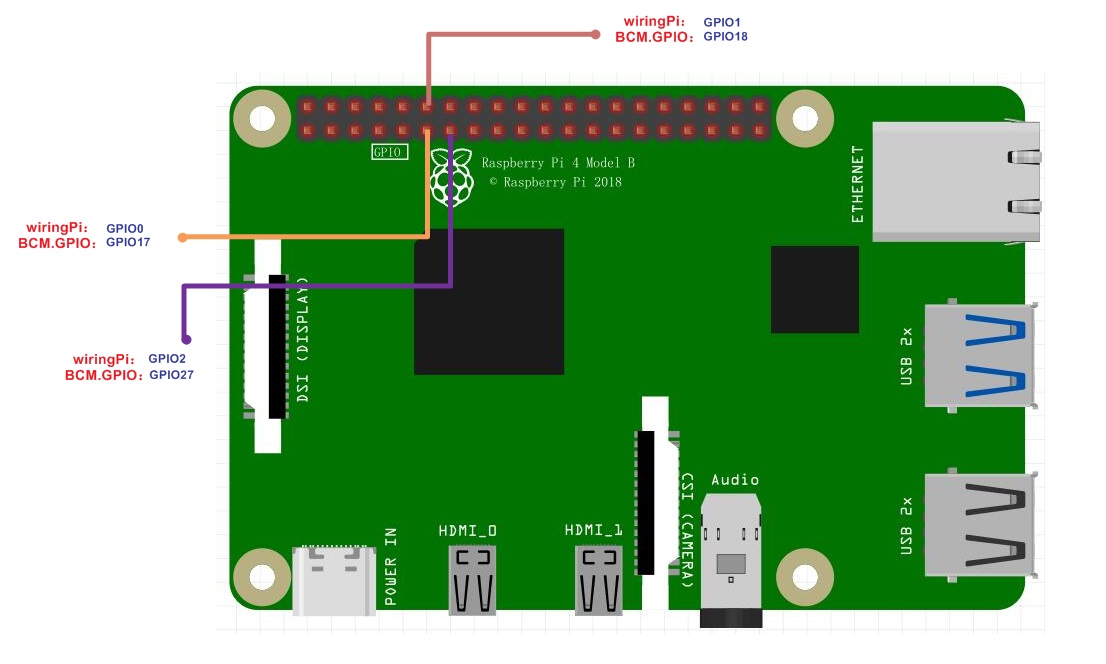 wiringPi： GPIO1
BCM.GPIO： GPIO18
GPIO
Raspberry Pi 4 Model B
© Raspberry Pi 2018
ETHERNET
wiringPi： GPIO0
BCM.GPIO： GPIO17
DSI (DISPLAY)
wiringPi： GPIO2
BCM.GPIO： GPIO27
USB 2x
Audio
CSI (CAMERA)
USB 2x
POWER IN
HDMI_0
HDMI_1